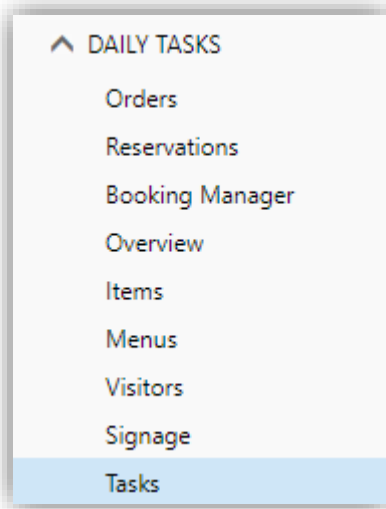 DAILY TASKS
Orders
Reservations
Booking Manager
Overview
Items
Menus
Visitors
Signage
Tasks